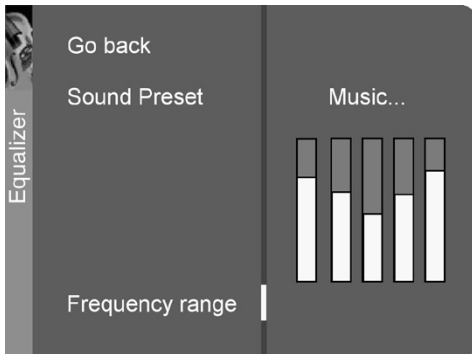 Equalizer
Go back
Sound Preset
Music...
Frequency range